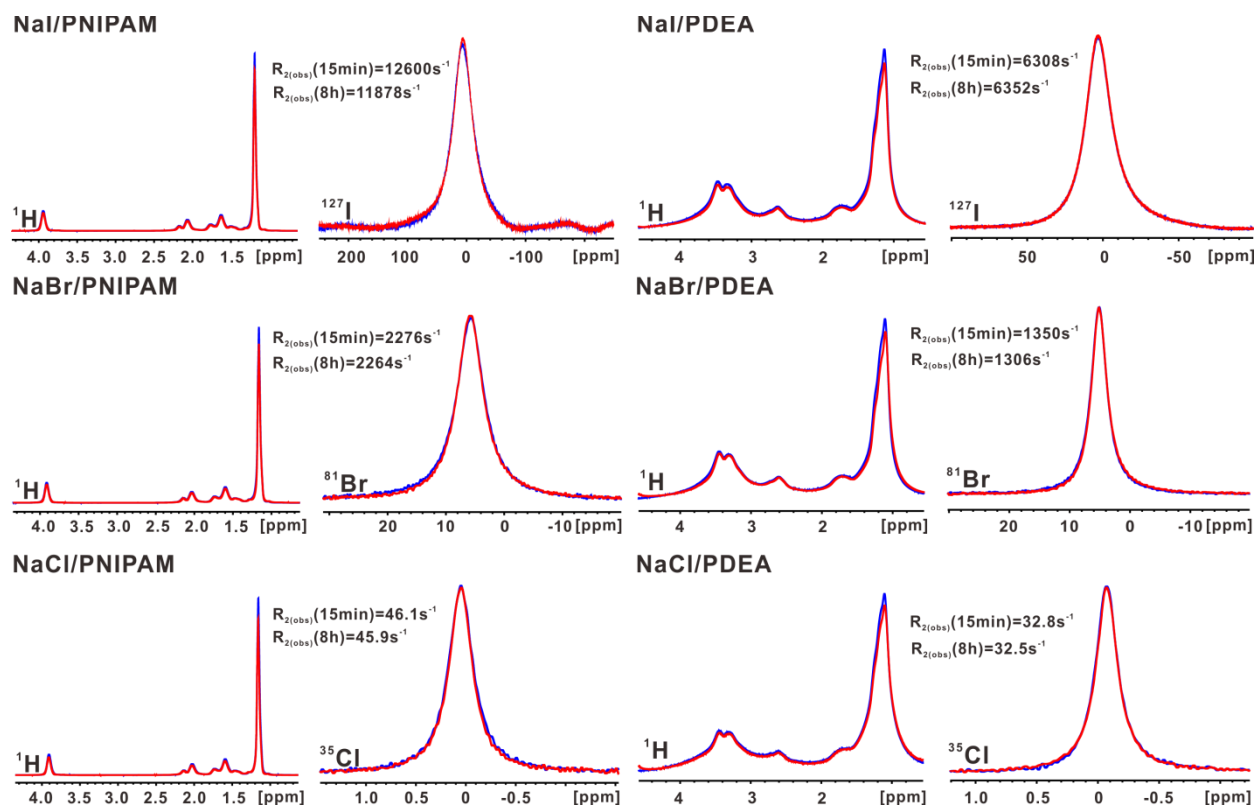 NaI/PNIPAM
R2(obs)(15min)=12600s-1
R2(obs)(8h)=11878s-1
1H
127I
4.0 3.5 3.0 2.5 2.0 1.5 [ppm]
200 100 0 -100 [ppm]
NaI/PDEA
R2(obs)(15min)=6308s-1
R2(obs)(8h)=6352s-1
1H
127I
4 3 2 [ppm]
50 0 -50 [ppm]
NaBr/PNIPAM
R2(obs)(15min)=2276s-1
R2(obs)(8h)=2264s-1
1H
81Br
4.0 3.5 3.0 2.5 2.0 1.5 [ppm]
20 10 0 -10 [ppm]
NaBr/PDEA
R2(obs)(15min)=1350s-1
R2(obs)(8h)=1306s-1
1H
81Br
4 3 2 [ppm]
20 10 0 -10 [ppm]
NaCl/PNIPAM
R2(obs)(15min)=46.1s-1
R2(obs)(8h)=45.9s-1
1H
35Cl
4.0 3.5 3.0 2.5 2.0 1.5 [ppm]
1.0 0.5 0 -0.5 [ppm]
NaCl/PDEA
R2(obs)(15min)=32.8s-1
R2(obs)(8h)=32.5s-1
1H
35Cl
4 3 2 [ppm]
1.0 0.5 0 -0.5 [ppm]